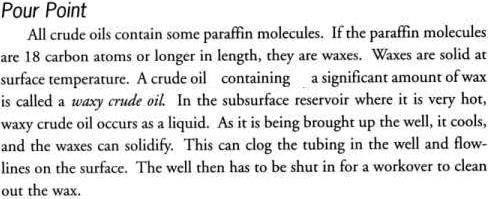 Pour Point
All crude oils contain some paraffin molecules. If the paraffin molecules
are 18 carbon atoms or longer in length, they are waxes. Waxes are solid at
surface temperature. A crude oil containing a significant amount of wax
is called a waxy crude oil. In the subsurface reservoir where it is very hot,
waxy crude oil occurs as a liquid. As it is being brought up the well, it cools,
and the waxes can solidify. This can clog the tubing in the well and flow-
lines on the surface. The well then has to be shut in for a workover to clean
out the wax.